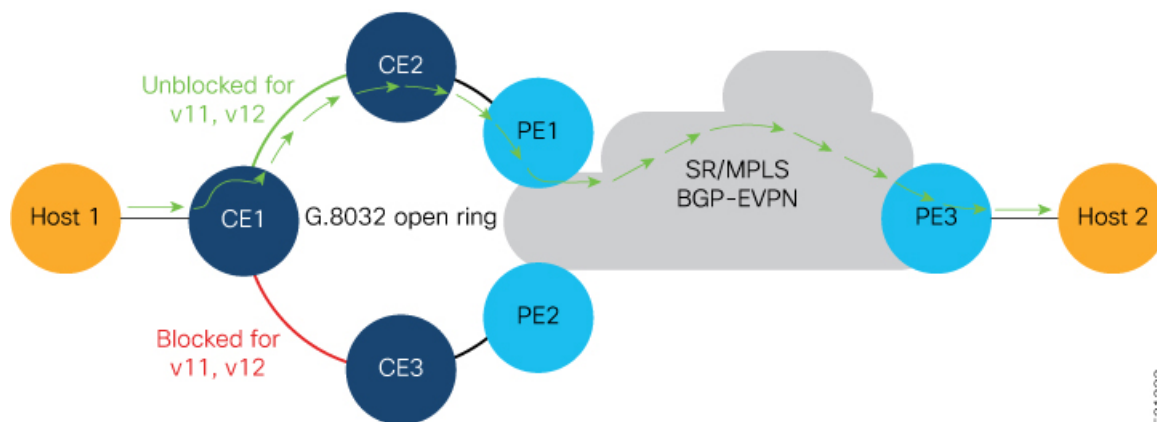 CE2
Unblocked for
v11, v12
PE1
SR/MPLS
BGP-EVPN
Host 1
CE1
G.8032 open ring
PE3
Host 2
PE2
Blocked for
v11, v12
CE3